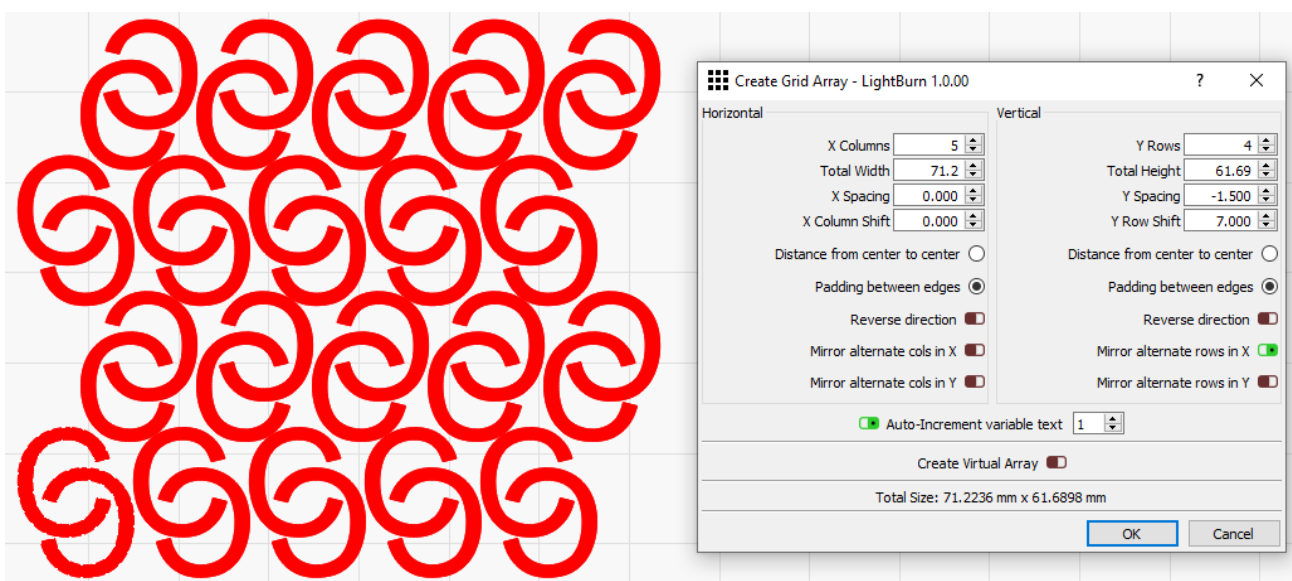 Create Grid Array - LightBurn 1.0.00 ?
Horizontal Vertical
X Columns 5 Y Rows 4
Total Width 71.2 Total Height 61.69
X Spacing 0.000 Y Spacing -1.500
X Column Shift 0.000 Y Row Shift 7.000
Distance from center to center Distance from center to center
Padding between edges Padding between edges
Reverse direction Reverse direction
Mirror alternate cols in X Mirror alternate rows in X
Mirror alternate cols in Y Mirror alternate rows in Y
Auto-Increment variable text 1
Create Virtual Array
Total Size: 71.2236 mm x 61.6898 mm
OK Cancel